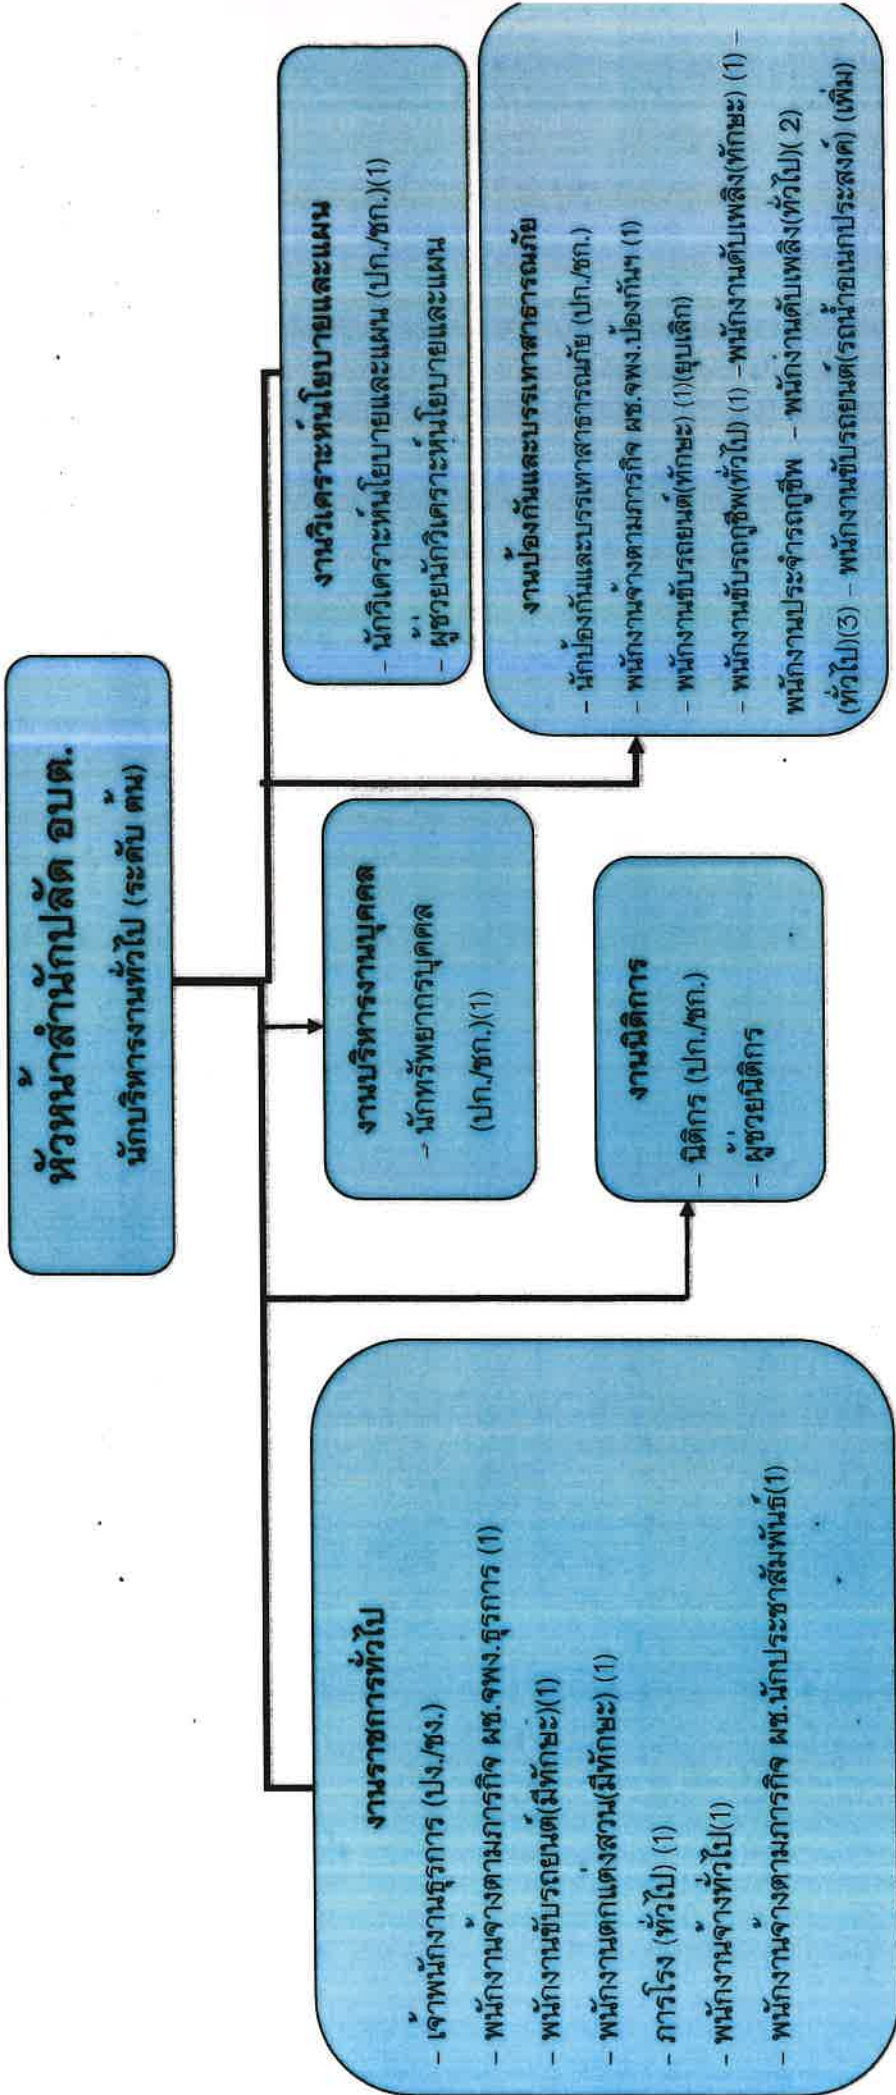 หัวหน้าสำนักปลัด อบต.
นักบริหารงานทั่วไป (ระดับ ต้น)
งานราชการทั่วไป
- เจ้าพนักงานธุรการ (ปง./ชง.)
- พนักงานจ้างตามภารกิจ ผช.จพง.ธุรการ (1)
- พนักงานขับรถยนต์(มีทักษะ)(1)
- พนักงานตกแต่งสวน(มีทักษะ) (1)
- ภารโรง (ทั่วไป) (1)
- พนักงานจ้างทั่วไป(1)
- พนักงานจ้างตามภารกิจ ผช.นักประชาสัมพันธ์(1)
งานบริหารงานบุคคล
- นักทรัพยากรบุคคล
(ปก./ชก.)(1)
งานนิติการ
- นิติกร (ปก./ชก.)
- ผู้ช่วยนิติกร
งานวิเคราะห์นโยบายและแผน
- นักวิเคราะห์นโยบายและแผน (ปก./ชก.)(1)
- ผู้ช่วยนักวิเคราะห์นโยบายและแผน
งานป้องกันและบรรเทาสาธารณภัย
- นักป้องกันและบรรเทาสาธารณภัย (ปก./ชก.)
- พนักงานจ้างตามภารกิจ ผช.จพง.ป้องกันฯ (1)
- พนักงานขับรถยนต์(ทักษะ) (1)(ยุบเลิก)
- พนักงานขับรถกู้ชีพ(ทั่วไป) (1) -พนักงานดับเพลิง(ทักษะ) (1) -
พนักงานประจำรถกู้ชีพ - พนักงานดับเพลิง(ทั่วไป)( 2)
(ทั่วไป)(3) - พนักงานขับรถยนต์(รถน้ำอเนกประสงค์) (เพิ่ม)